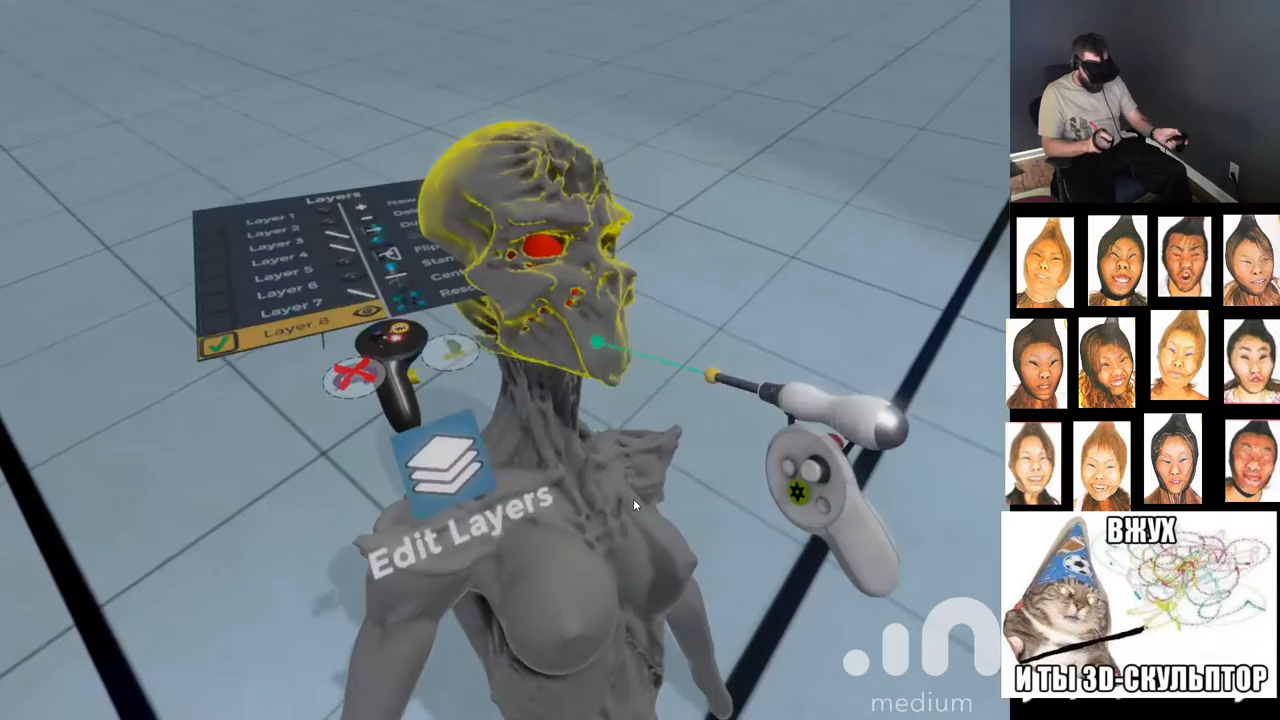 Layers
Layer 1
Layer 2
Layer 3
Layer 4
Layer 5
Layer 6
Layer 7
Layer 8
Edit Layers
medium
ВЖУХ
И ТЫ 3D-СКУЛЬПТОР